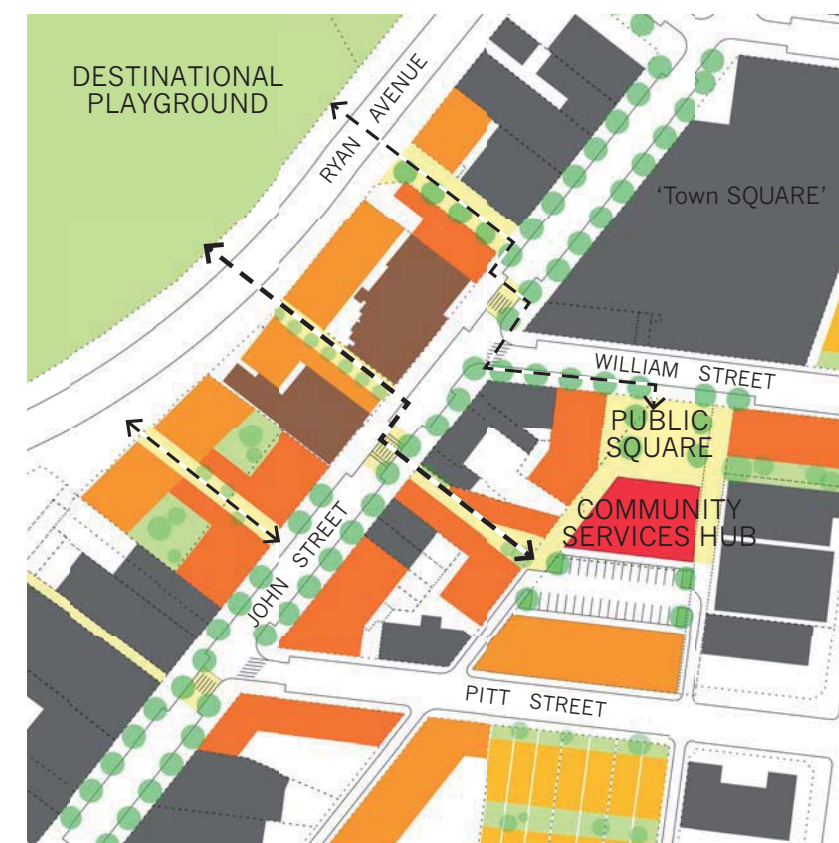 DESTINATIONAL
PLAYGROUND
RYAN AVENUE
'Town SQUARE'
WILLIAM STREET
PUBLIC
SQUARE
COMMUNITY
SERVICES HUB
JOHN STREET
PITT STREET